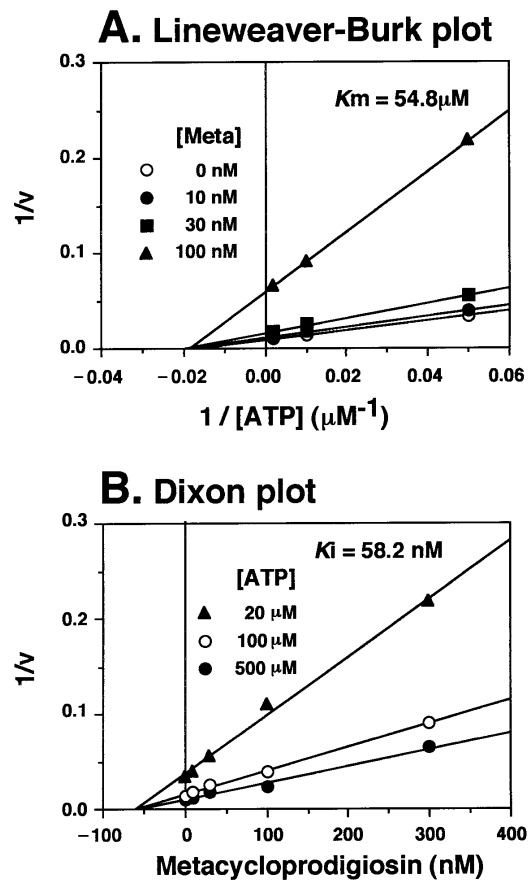 A. Lineweaver-Burk plot
0.3
Km = 54.8μM
[Meta]
0 nM
10 nM
30 nM
100 nM
0.2
1/v
0.1
0.0
−0.04 −0.02 0.00 0.02 0.04 0.06
1 / [ATP] (μM-1)
B. Dixon plot
0.3
Ki = 58.2 nM
[ATP]
20 μM
100 μM
500 μM
0.2
1/v
0.1
0.0
−100 0 100 200 300 400
Metacycloprodigiosin (nM)